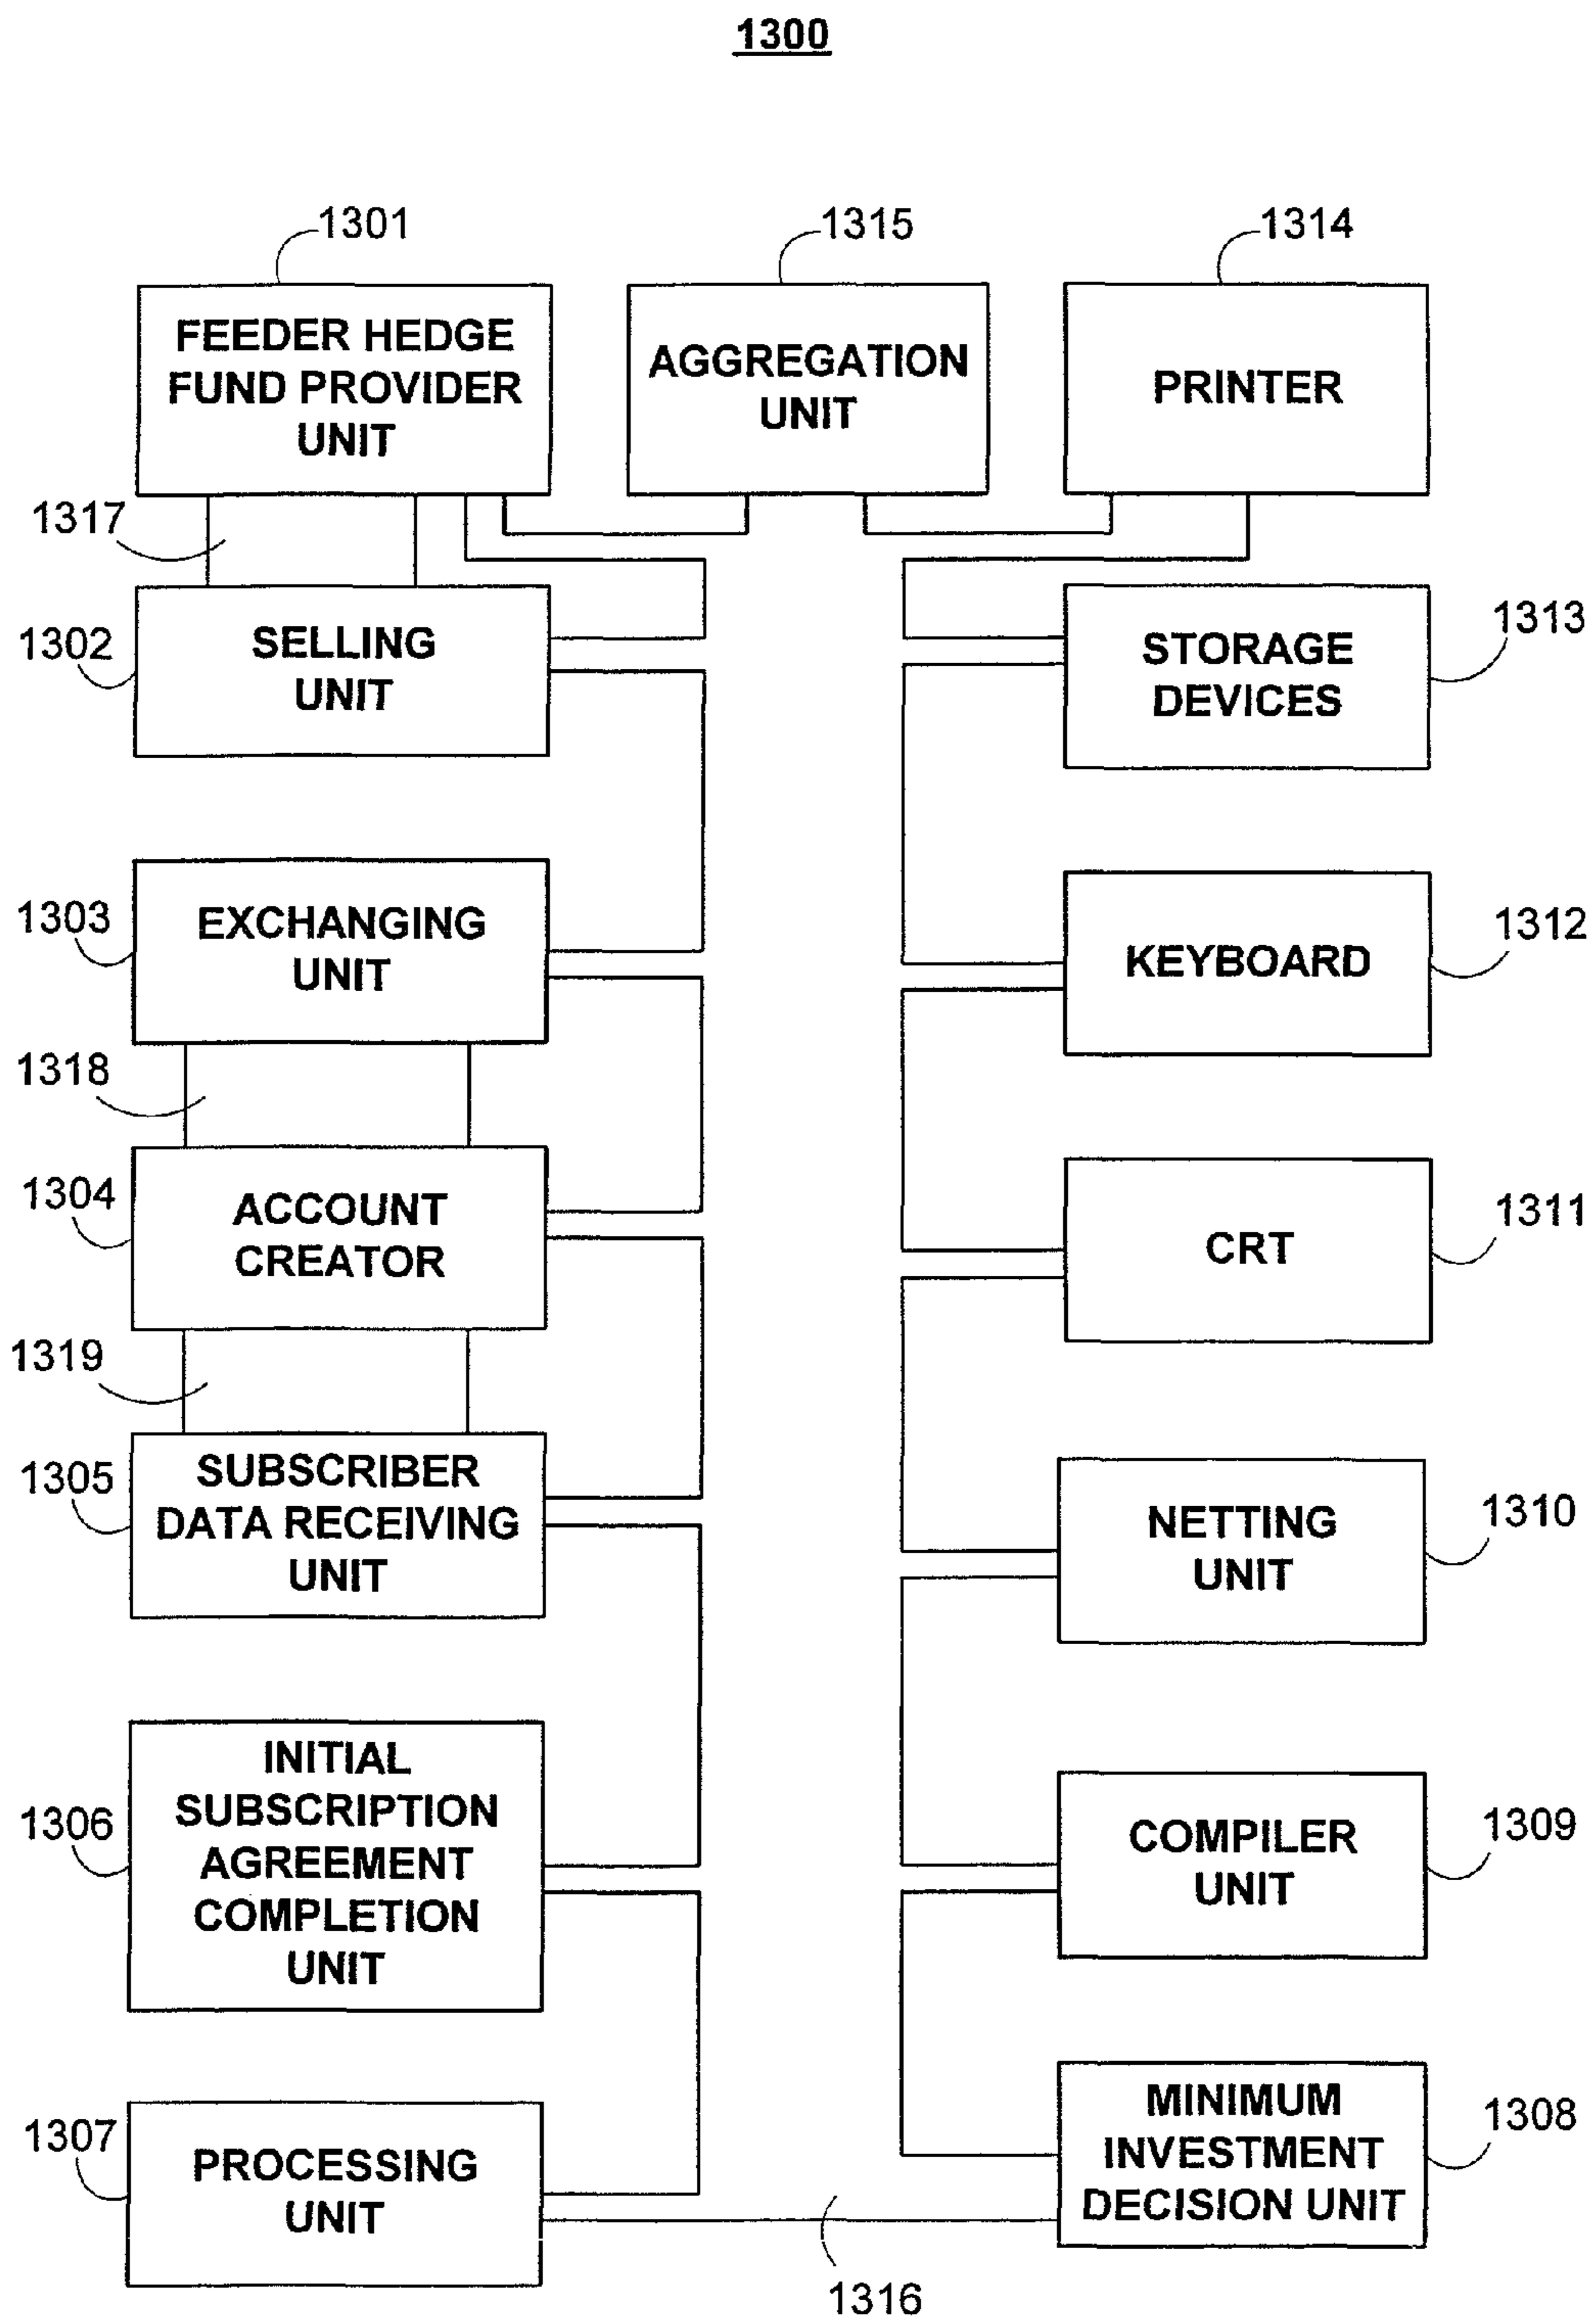 1300
1301
1315
1314
FEEDER HEDGE
FUND PROVIDER
UNIT
AGGREGATION
UNIT
PRINTER
1317
1302
SELLING
UNIT
STORAGE
DEVICES
1313
1303
EXCHANGING
UNIT
KEYBOARD
1312
1318
1304
ACCOUNT
CREATOR
CRT
1311
1319
1305
SUBSCRIBER
DATA RECEIVING
UNIT
NETTING
UNIT
1310
1306
INITIAL
SUBSCRIPTION
AGREEMENT
COMPLETION
UNIT
COMPILER
UNIT
1309
1307
PROCESSING
UNIT
MINIMUM
INVESTMENT
DECISION UNIT
1308
1316